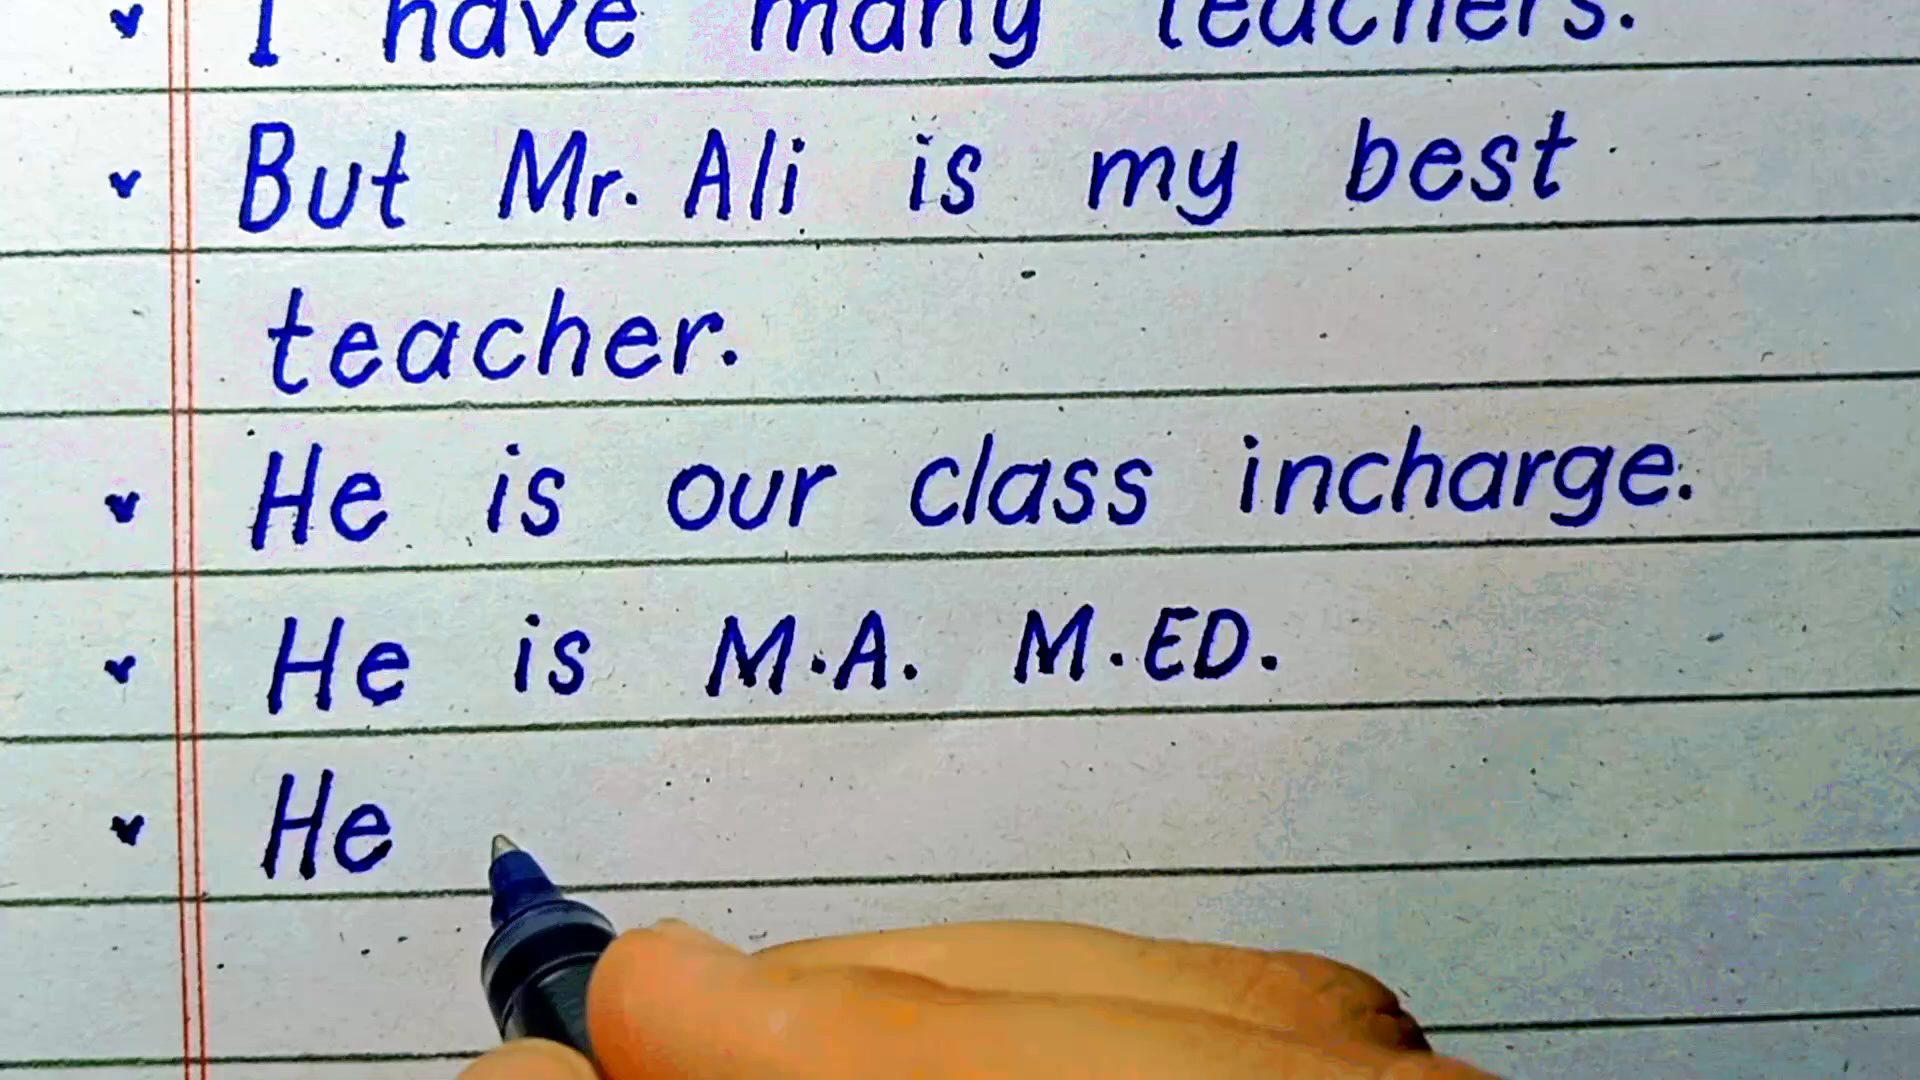 I have many teachers.
But Mr. Ali is my best
teacher.
He is our class incharge.
He is M.A. M.ED.
He